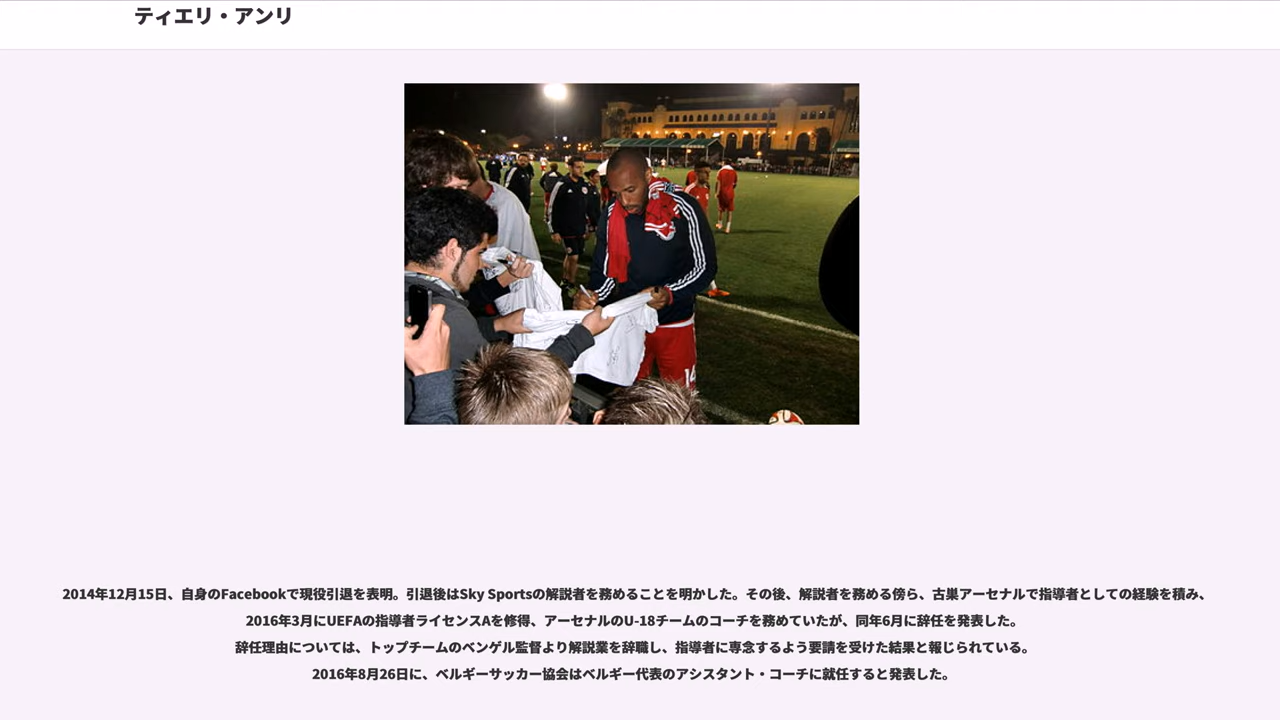 ティエリ・アンリ
14
2014年12月15日、自身のFacebookで現役引退を表明。引退後はSky Sportsの解説者を務めることを明かした。その後、解説者を務める傍ら、古巣アーセナルで指導者としての経験を積み、
2016年3月にUEFAの指導者ライセンスAを修得、アーセナルのU-18チームのコーチを務めていたが、同年6月に辞任を発表した。
辞任理由については、トップチームのベンゲル監督より解説業を辞職し、指導者に専念するよう要請を受けた結果と報じられている。
2016年8月26日に、ベルギーサッカー協会はベルギー代表のアシスタント・コーチに就任すると発表した。